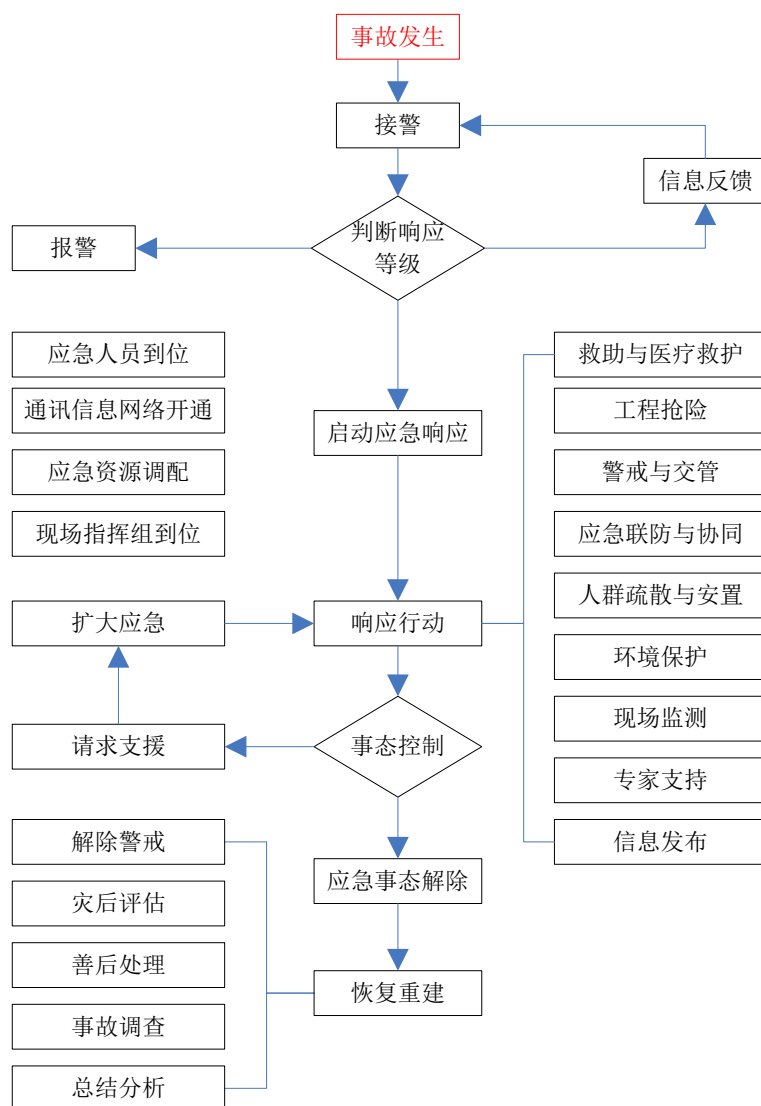 事故发生
接警
信息反馈
判断响应
等级
报警
应急人员到位
救助与医疗救护
通讯信息网络开通
工程抢险
启动应急响应
应急资源调配
警戒与交管
现场指挥组到位
应急联防与协同
扩大应急
响应行动
人群疏散与安置
环境保护
请求支援
事态控制
现场监测
专家支持
解除警戒
信息发布
应急事态解除
灾后评估
善后处理
恢复重建
事故调查
总结分析